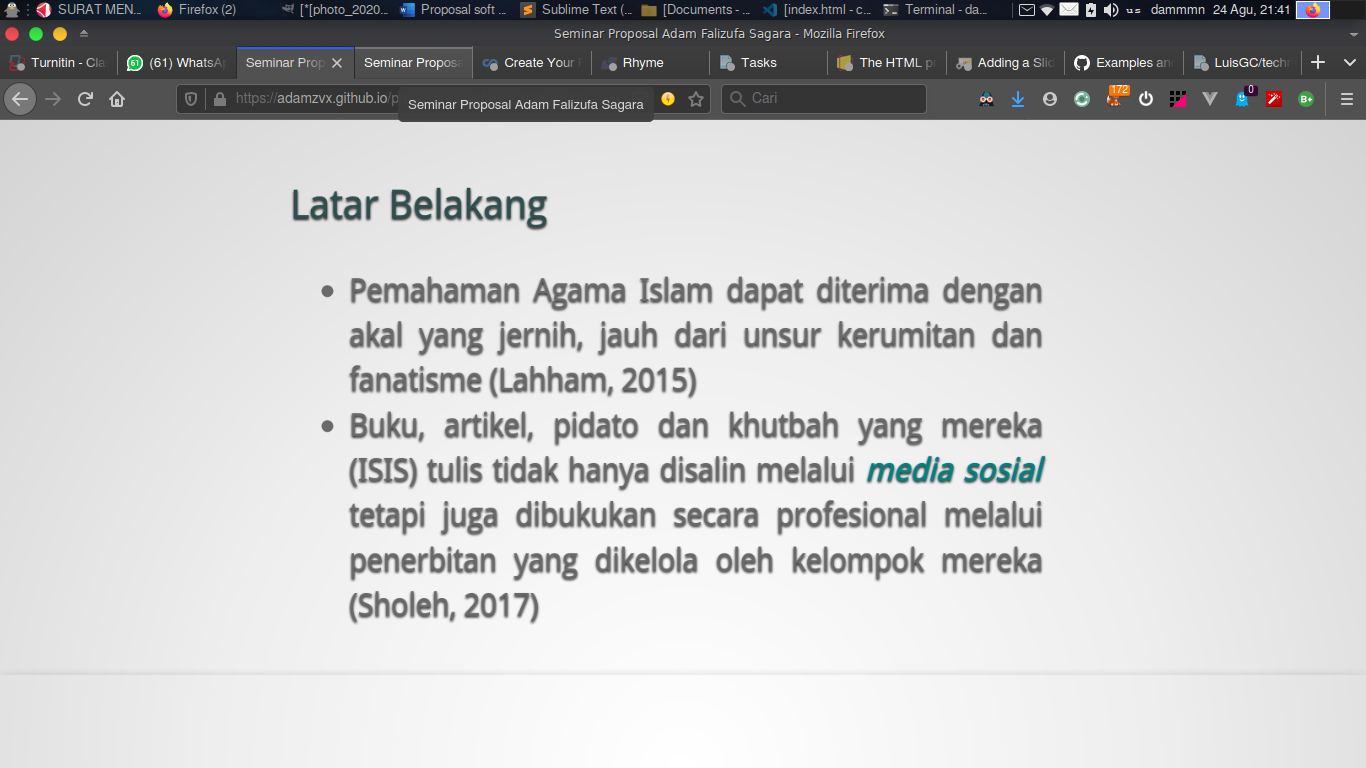 SURAT MEN...
Firefox (2)
[*[photo_2020...
Proposal soft ...
Sublime Text (...
[Documents - ...
[index.html - c...
Terminal - da...
us
dammmn
24 Agu, 21:41
Seminar Proposal Adam Falizufa Sagara - Mozilla Firefox
Turnitin - Cla
(61) WhatsA
Seminar Prop
Seminar Proposa
Create Your
Rhyme
Tasks
The HTML p
Adding a Slid
Examples an
LuisGC/techr
https://adamzvx.github.io/p
Seminar Proposal Adam Falizufa Sagara
Cari
172
0
B+
Latar Belakang
Pemahaman Agama Islam dapat diterima dengan
akal yang jernih, jauh dari unsur kerumitan dan
fanatisme (Lahham, 2015)
Buku, artikel, pidato dan khutbah yang mereka
(ISIS) tulis tidak hanya disalin melalui media sosial
tetapi juga dibukukan secara profesional melalui
penerbitan yang dikelola oleh kelompok mereka
(Sholeh, 2017)